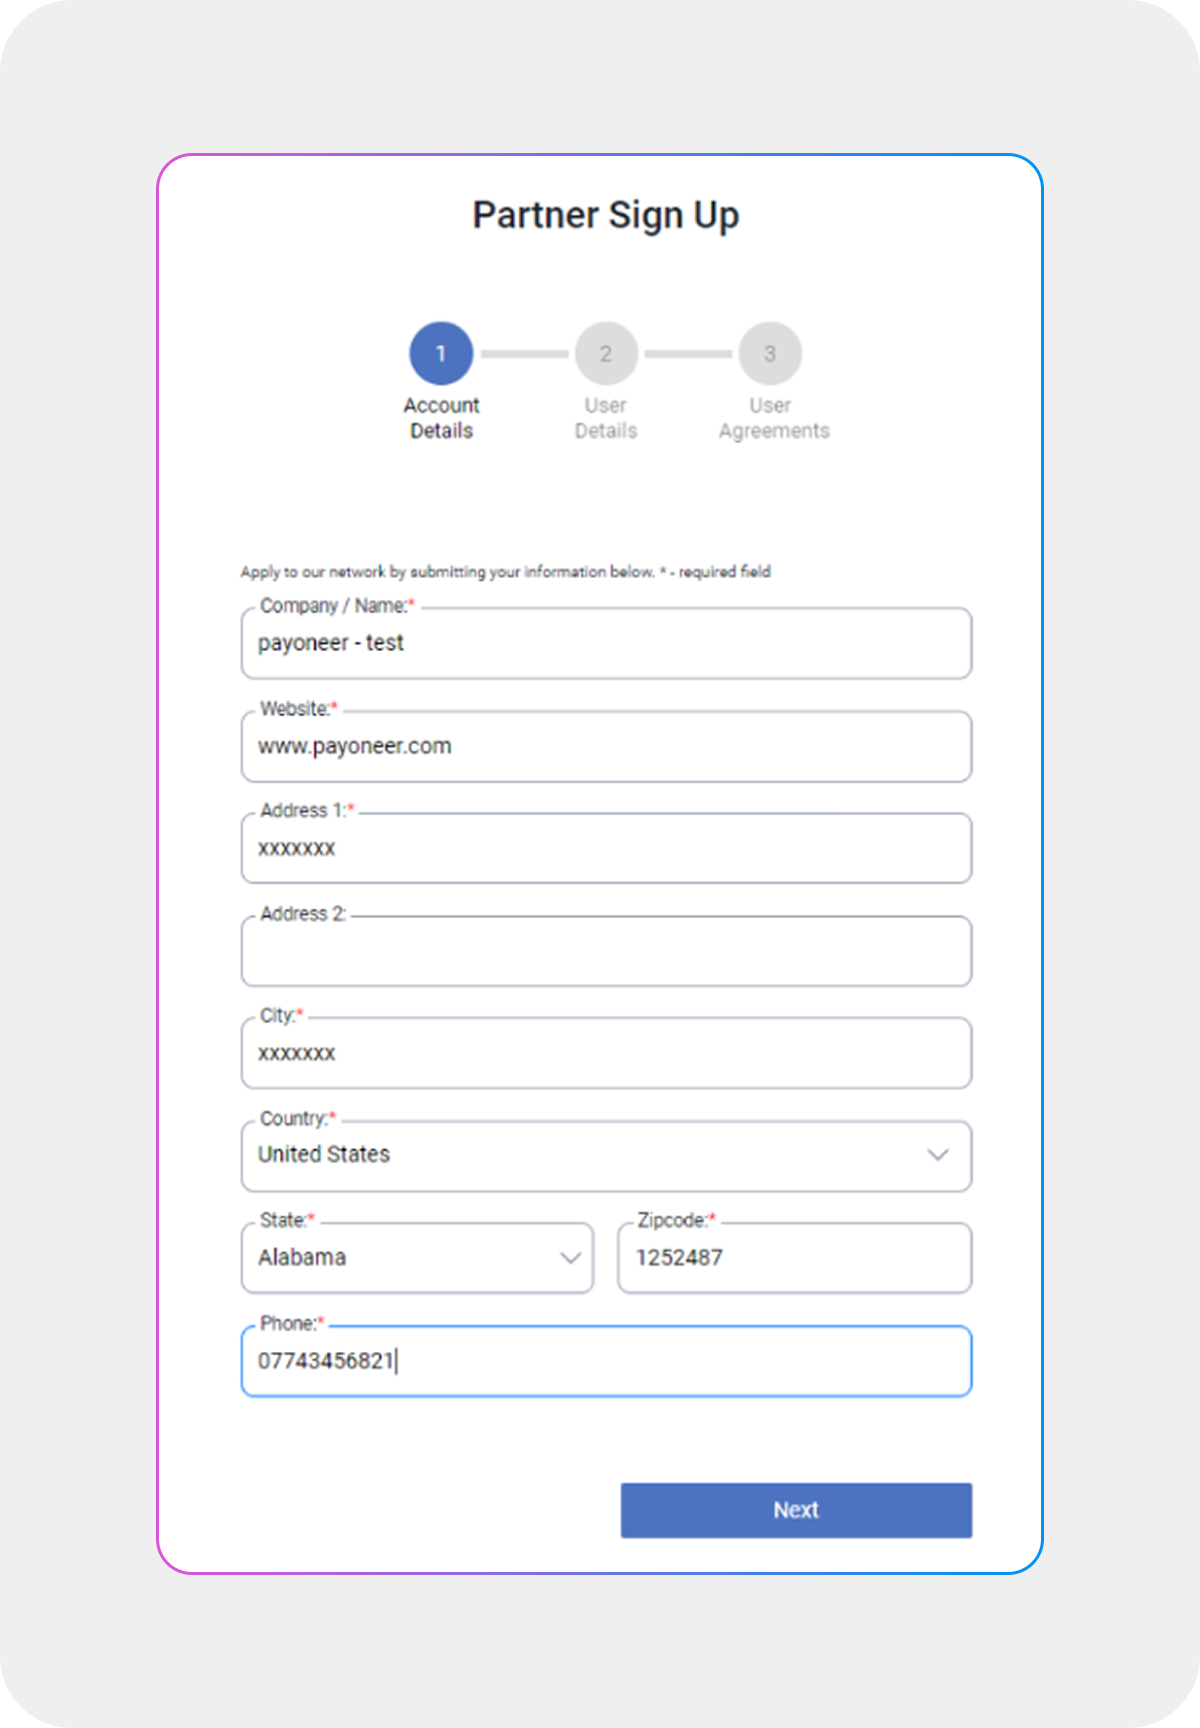 Partner Sign Up
1
2
3
Account
Details
User
Details
User
Agreements
Apply to our network by submitting your information below. * - required field
Company / Name:*
payoneer - test
Website:*
www.payoneer.com
Address 1:*
xxxxxxx
Address 2:
City:*
xxxxxxx
Country:*
United States
State:*
Alabama
Zipcode:*
1252487
Phone:*
07743456821
Next